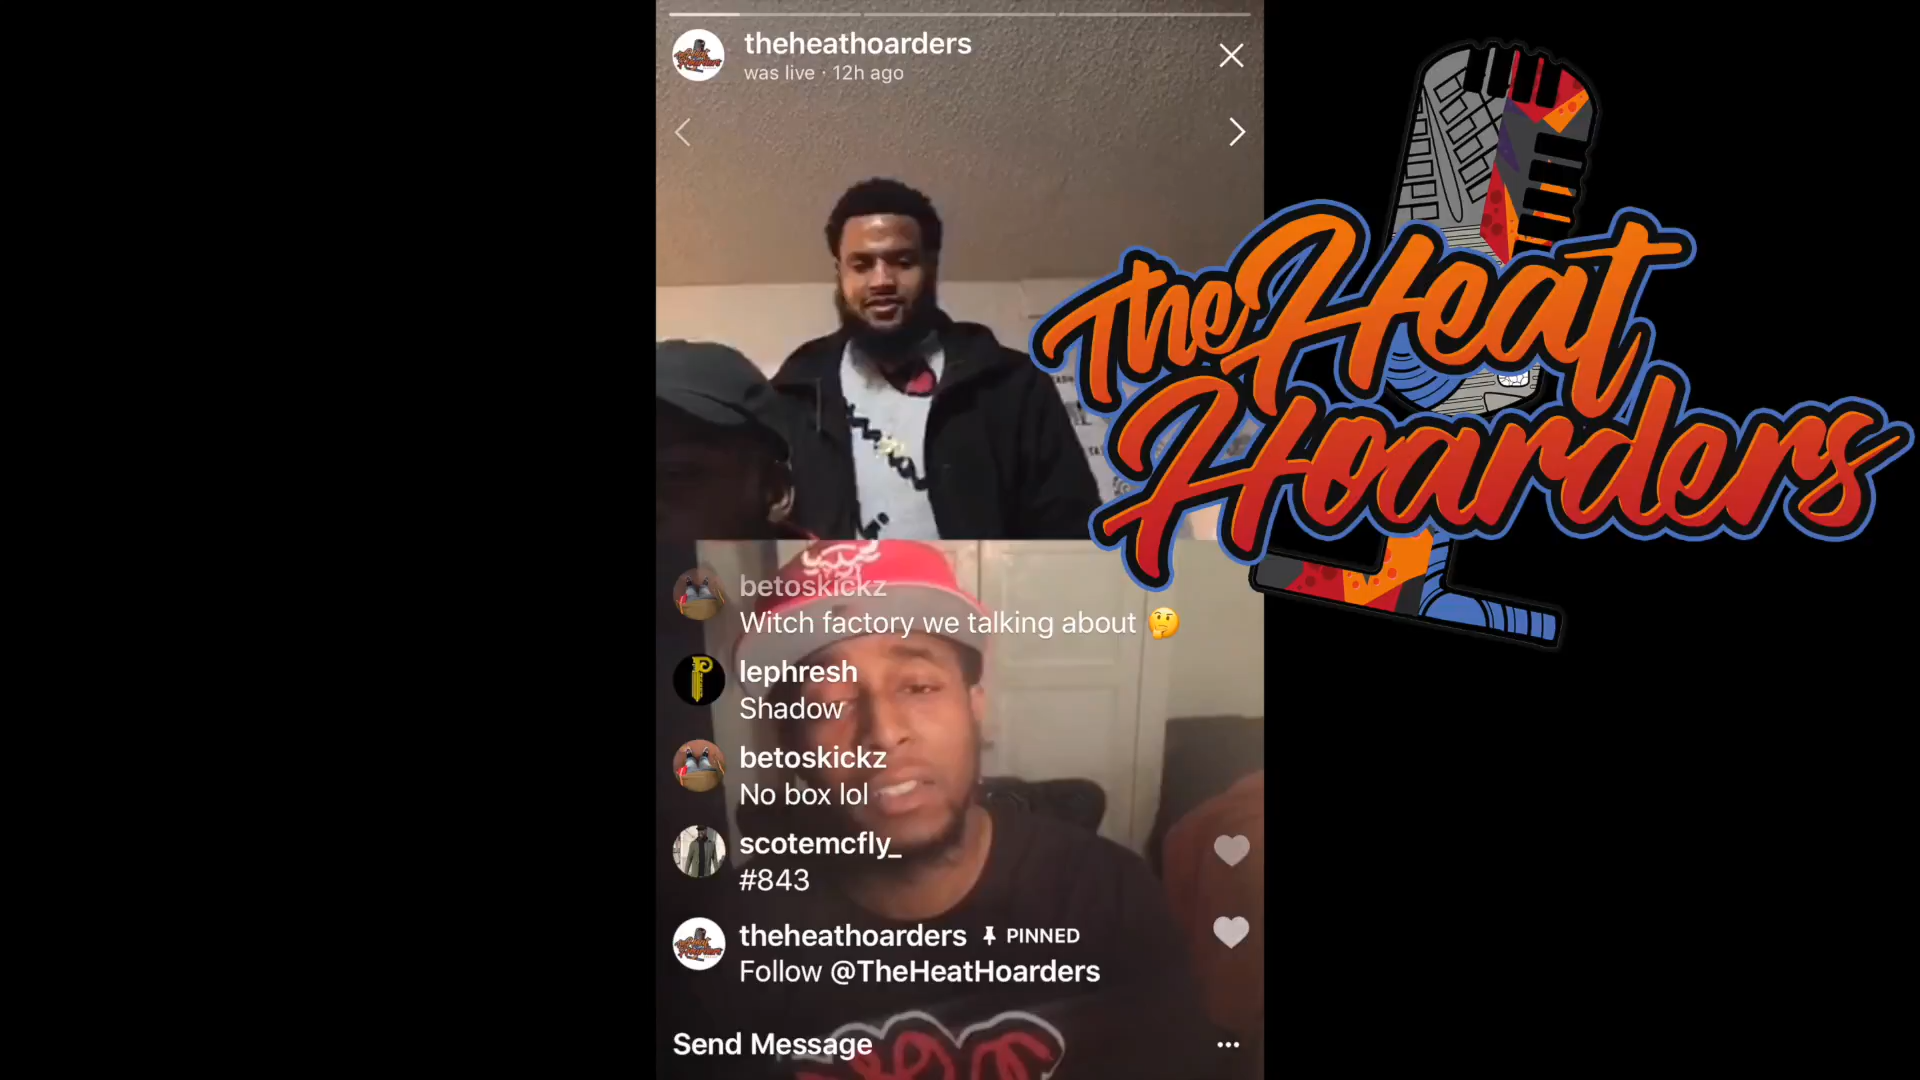 theheathoarders
was live · 12h ago
The Heat
Hoarders
betoskickz
Witch factory we talking about 🤔
lephresh
Shadow
betoskickz
No box lol
scotemcfly_
#843
theheathoarders PINNED
Follow @TheHeatHoarders
Send Message